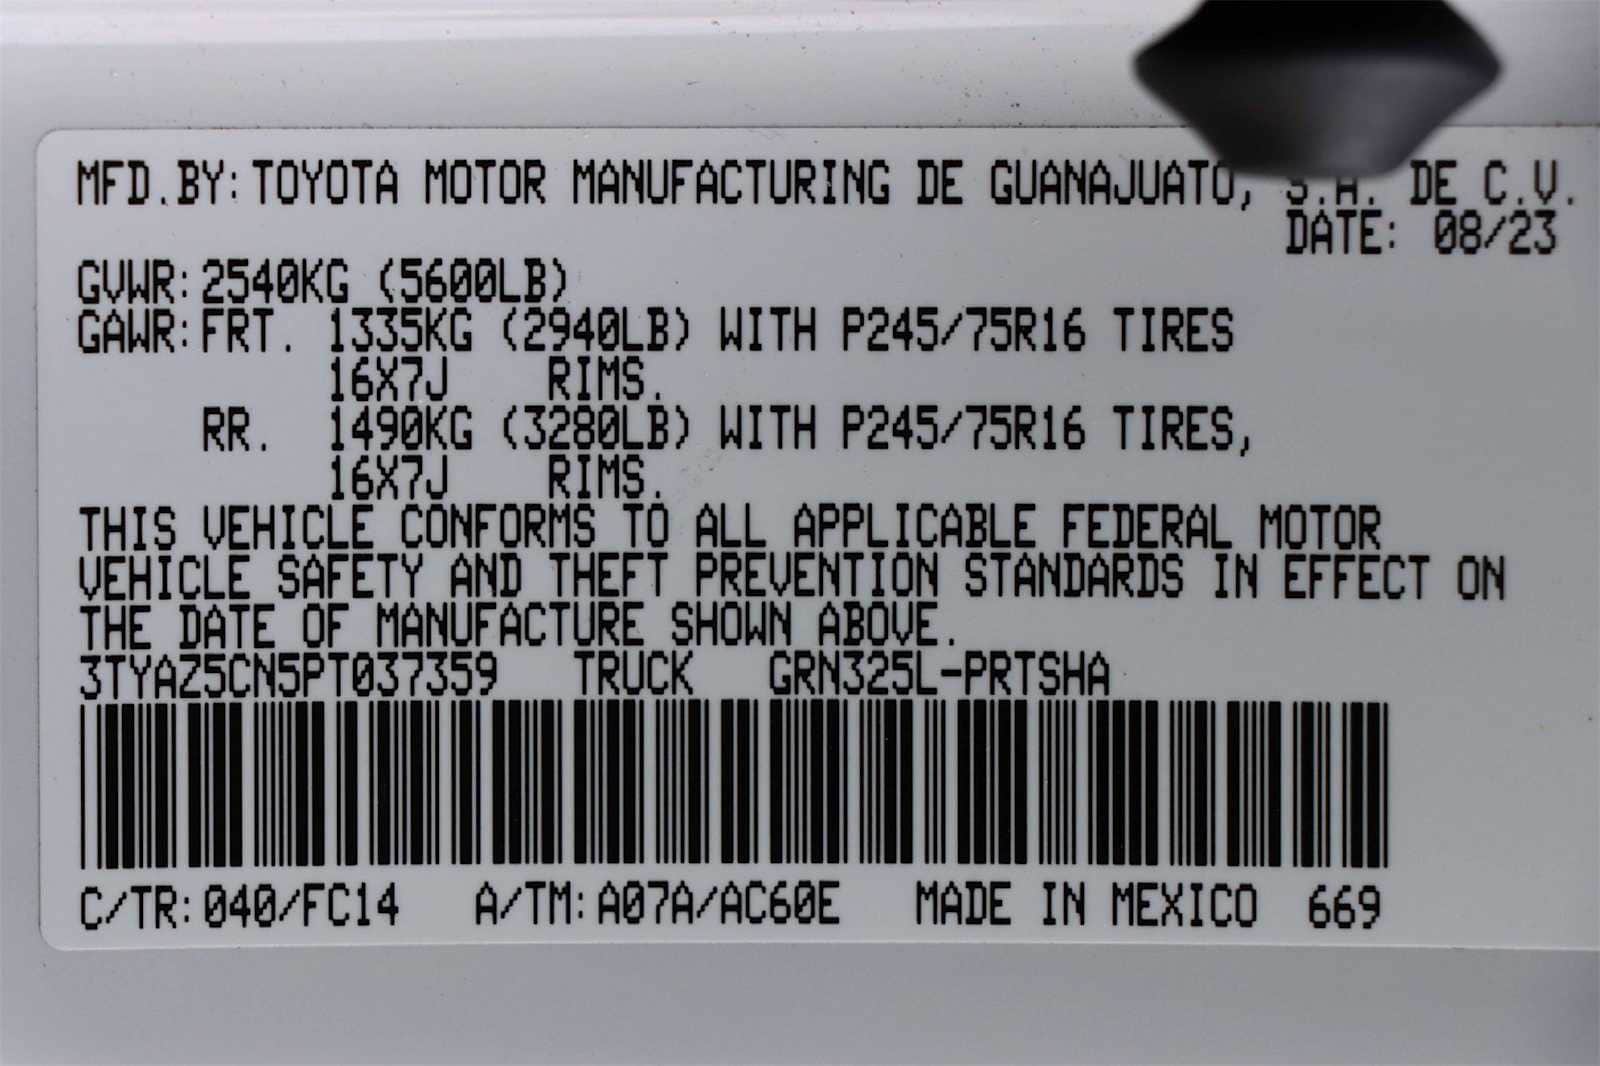 MFD.BY:TOYOTA MOTOR MANUFACTURING DE GUANAJUATO, S.A. DE C.V.
DATE: 08/23
GVWR:2540KG (5600LB)
GAWR:FRT. 1335KG (2940LB) WITH P245/75R16 TIRES
16X7J RIMS.
RR. 1490KG (3280LB) WITH P245/75R16 TIRES,
16X7J RIMS.
THIS VEHICLE CONFORMS TO ALL APPLICABLE FEDERAL MOTOR
VEHICLE SAFETY AND THEFT PREVENTION STANDARDS IN EFFECT ON
THE DATE OF MANUFACTURE SHOWN ABOVE.
3TYAZ5CN5PT037359 TRUCK GRN325L-PRTSHA
C/TR:040/FC14 A/TM:A07A/AC60E MADE IN MEXICO 669